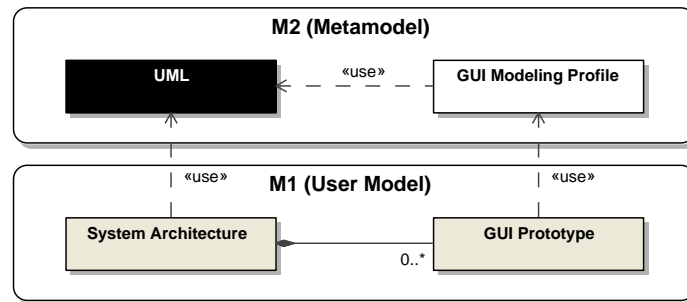 M2 (Metamodel)
UML
«use»
GUI Modeling Profile
«use»
«use»
M1 (User Model)
System Architecture
GUI Prototype
0..*